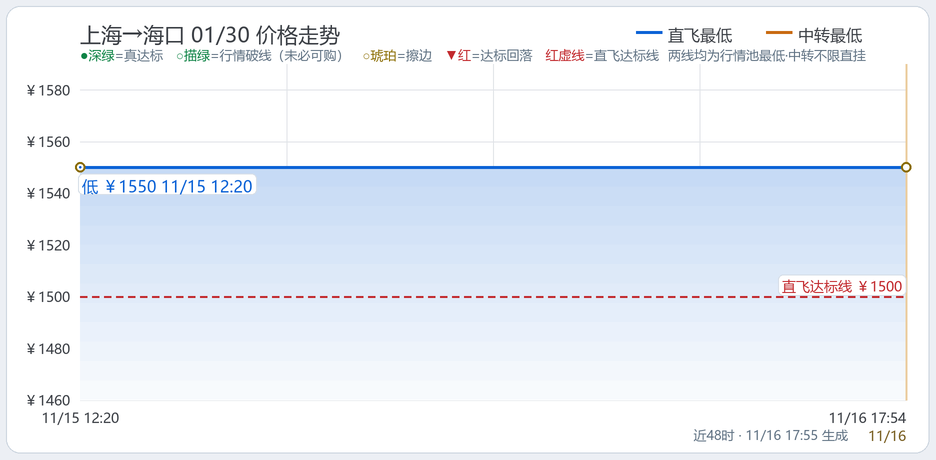 上海→海口 01/30 价格走势
直飞最低 中转最低
●深绿=真达标 ○描绿=行情破线（未必可购） ○琥珀=擦边 ▼红=达标回落 红虚线=直飞达标线 两线均为行情池最低·中转不限直挂
￥1580
￥1560
￥1540
￥1520
￥1500
￥1480
￥1460
低 ￥1550 11/15 12:20
直飞达标线 ￥1500
11/15 12:20
11/16 17:54
近48时 · 11/16 17:55 生成 11/16